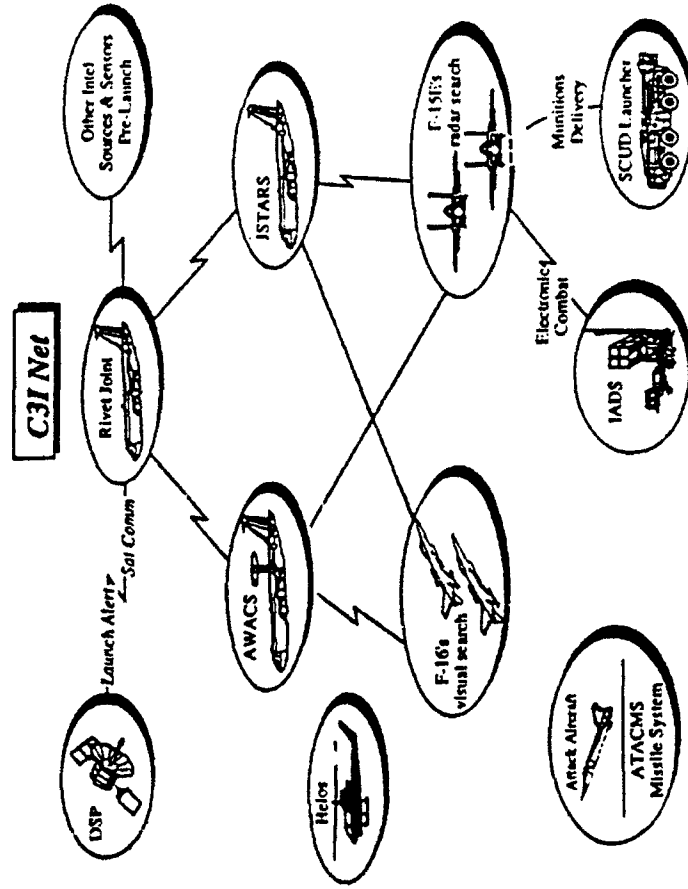 C3I Net
DSP
Launch Alert
Sat Comm
Rivet Joint
Other Intel
Sources & Sensors
Pre-Launch
AWACS
JSTARS
Helos
F-16's
visual search
F-15E's
radar search
Attack Aircraft
ATACMS
Missile System
IADS
Electronic
Combat
Munitions
Delivery
SCUD Launcher